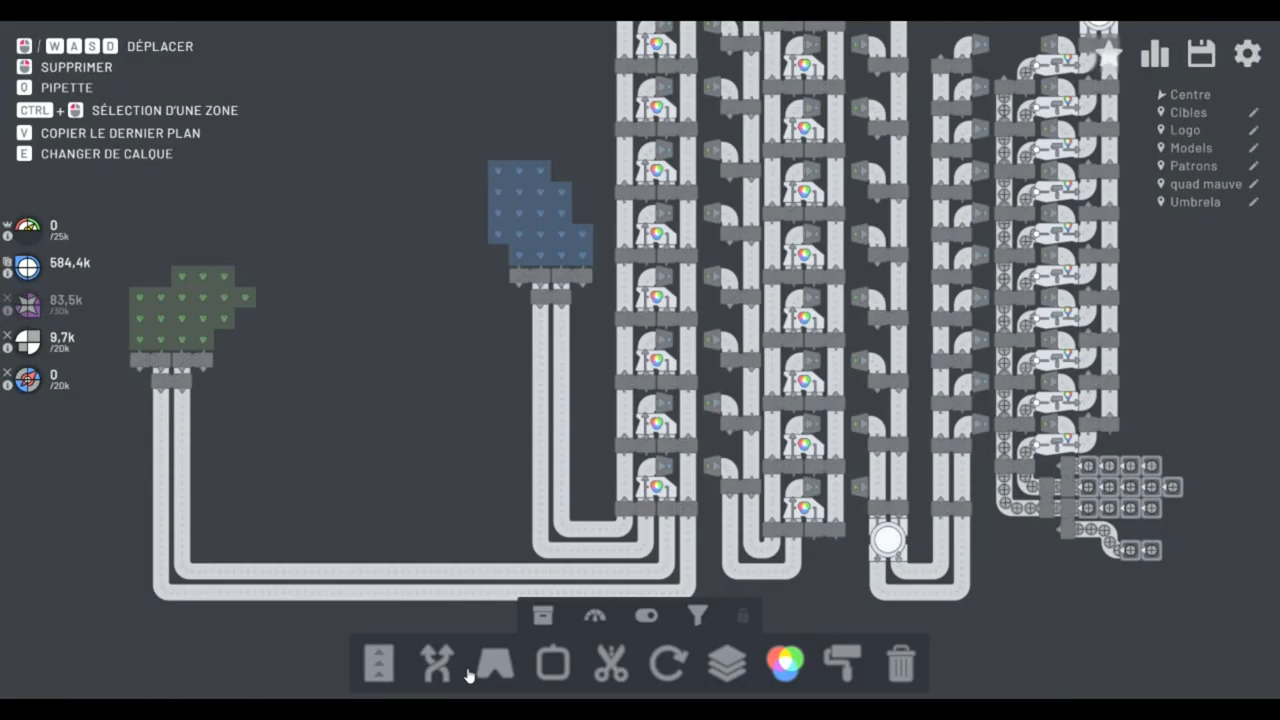 / W A S D DÉPLACER
SUPPRIMER
Q PIPETTE
CTRL + SÉLECTION D'UNE ZONE
V COPIER LE DERNIER PLAN
E CHANGER DE CALQUE
0
/25k
584,4k
83,5k
/30k
9,7k
/20k
0
/20k
Centre
Cibles
Logo
Models
Patrons
quad mauve
Umbrela